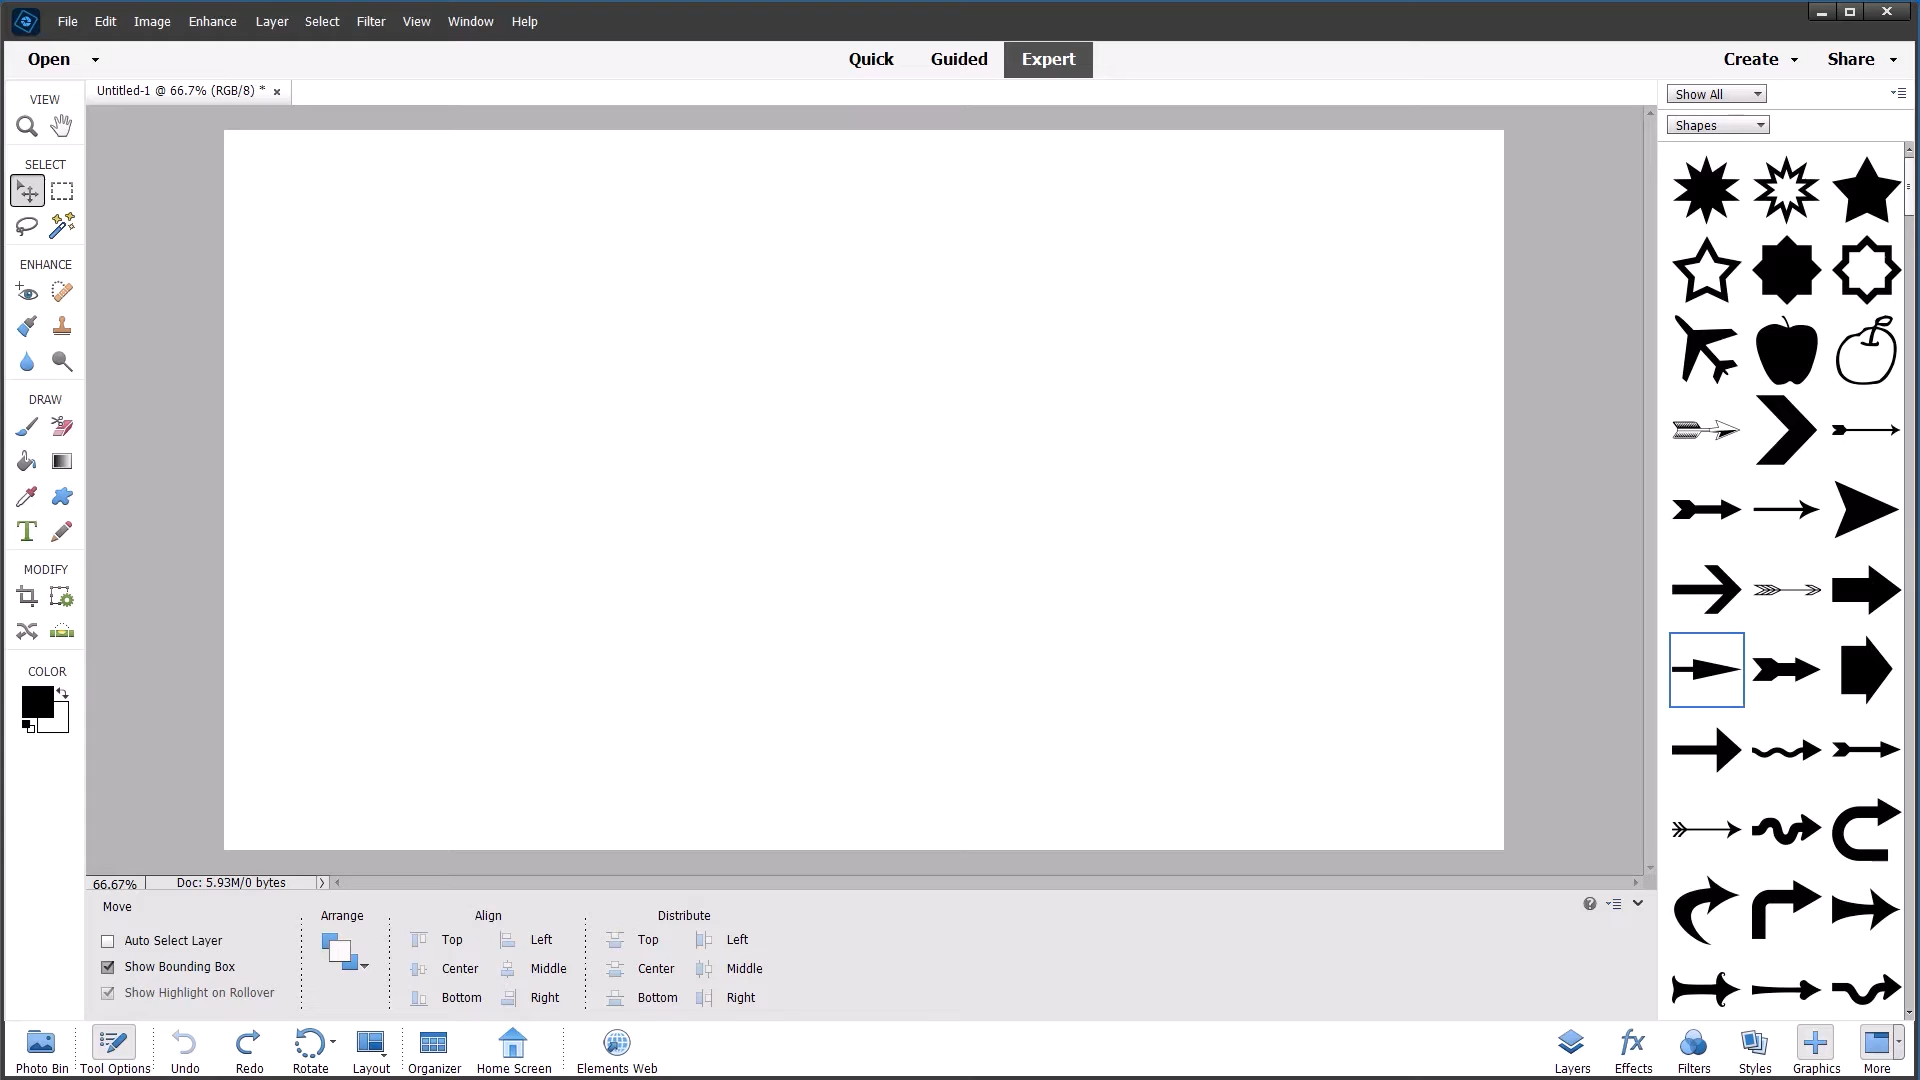 File Edit Image Enhance Layer Select Filter View Window Help
Open Quick Guided Expert Create Share
Untitled-1 @ 66.7% (RGB/8) *
Show All
Shapes
VIEW
SELECT
ENHANCE
DRAW
T
MODIFY
COLOR
66.67% Doc: 5.93M/0 bytes
Move
Auto Select Layer
Show Bounding Box
Show Highlight on Rollover
Arrange
Align
Top Left
Center Middle
Bottom Right
Distribute
Top Left
Center Middle
Bottom Right
fx
Photo Bin Tool Options Undo Redo Rotate Layout Organizer Home Screen Elements Web Layers Effects Filters Styles Graphics More